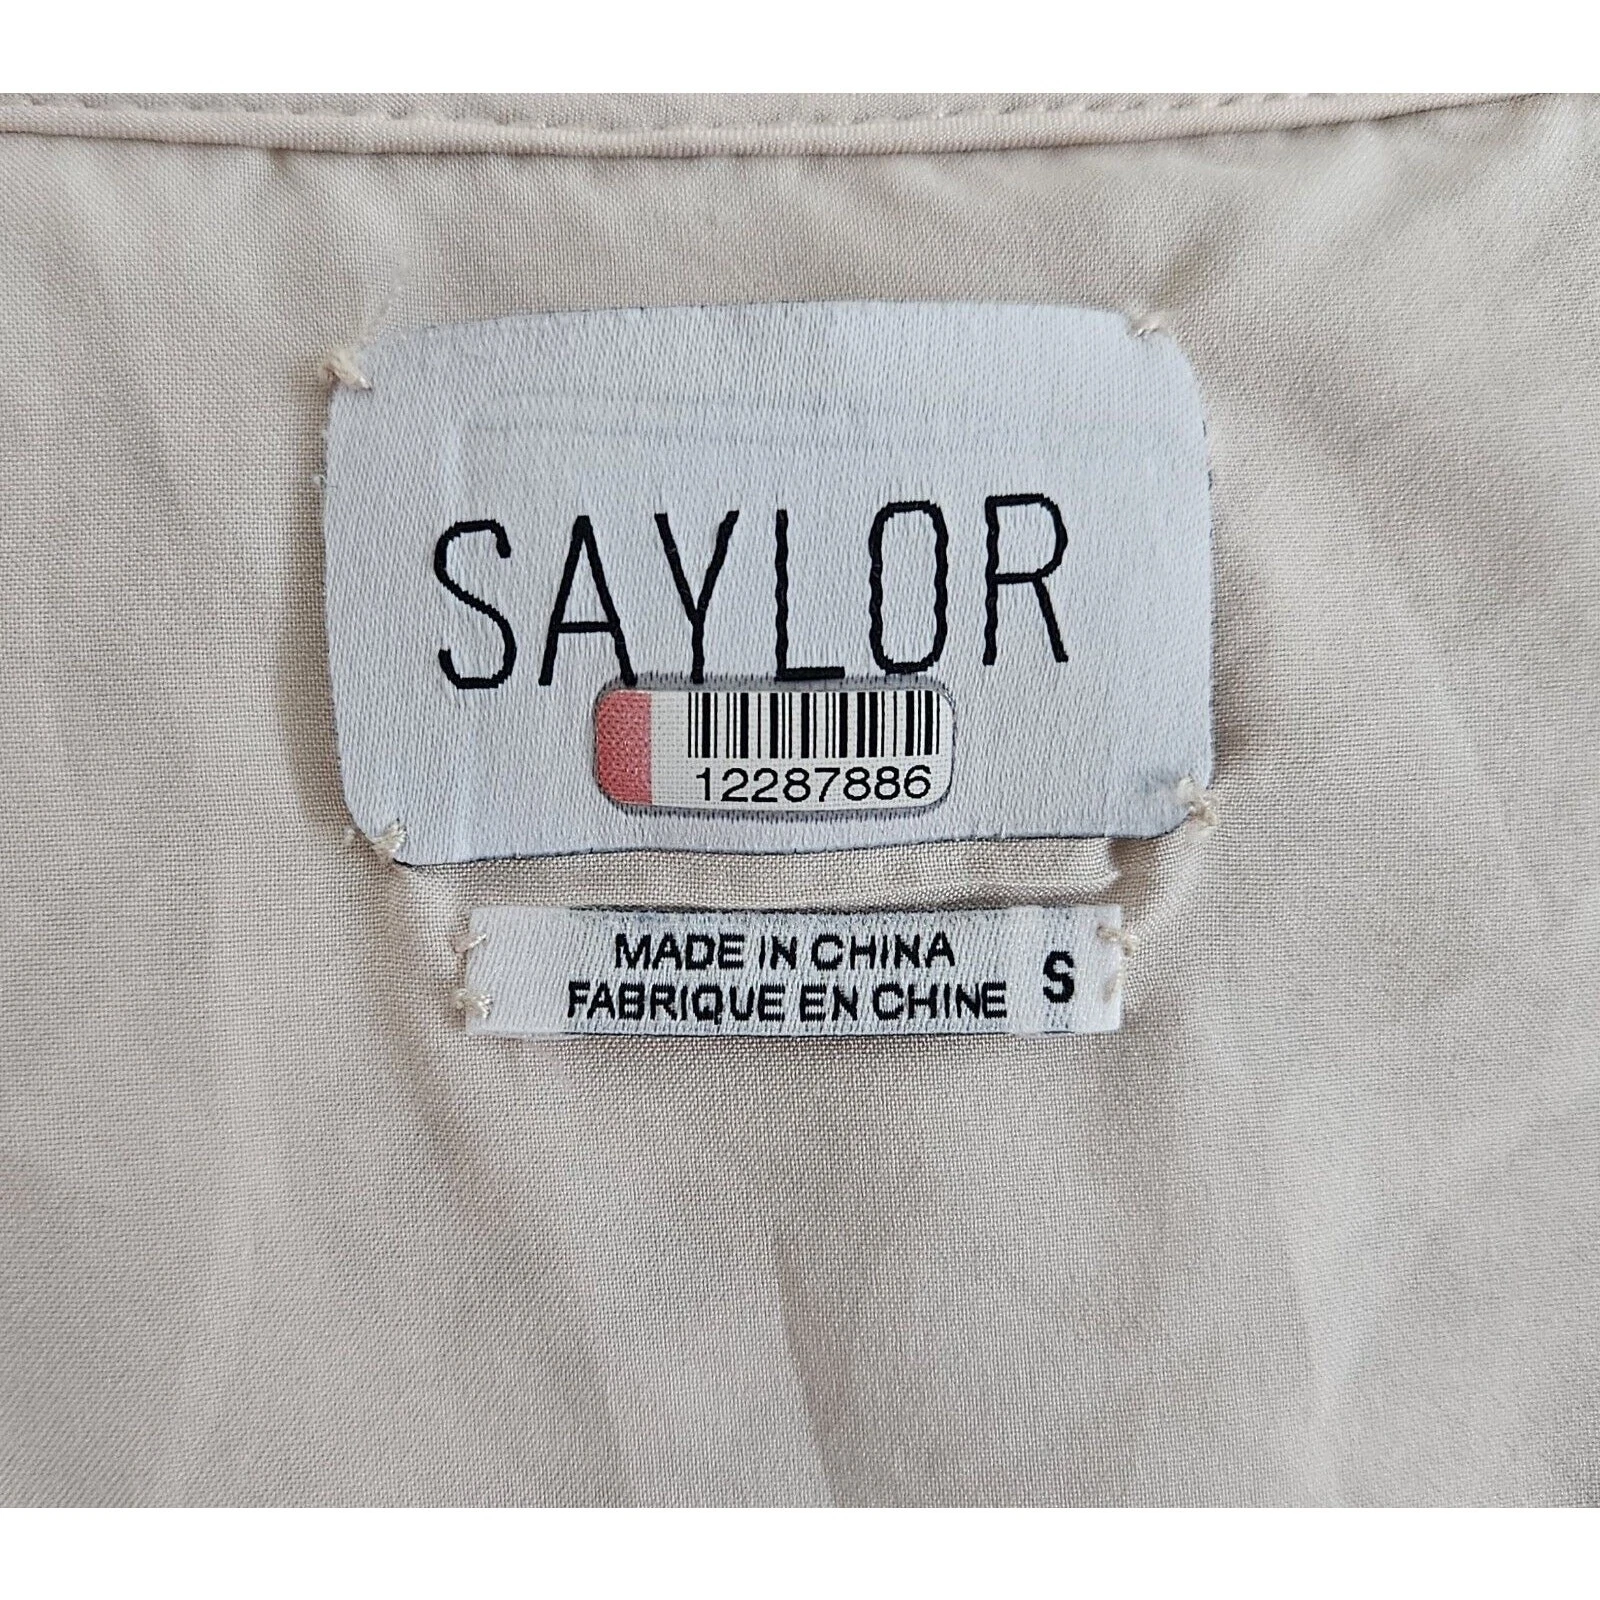 SAYLOR
12287886
MADE IN CHINA
FABRIQUE EN CHINE S